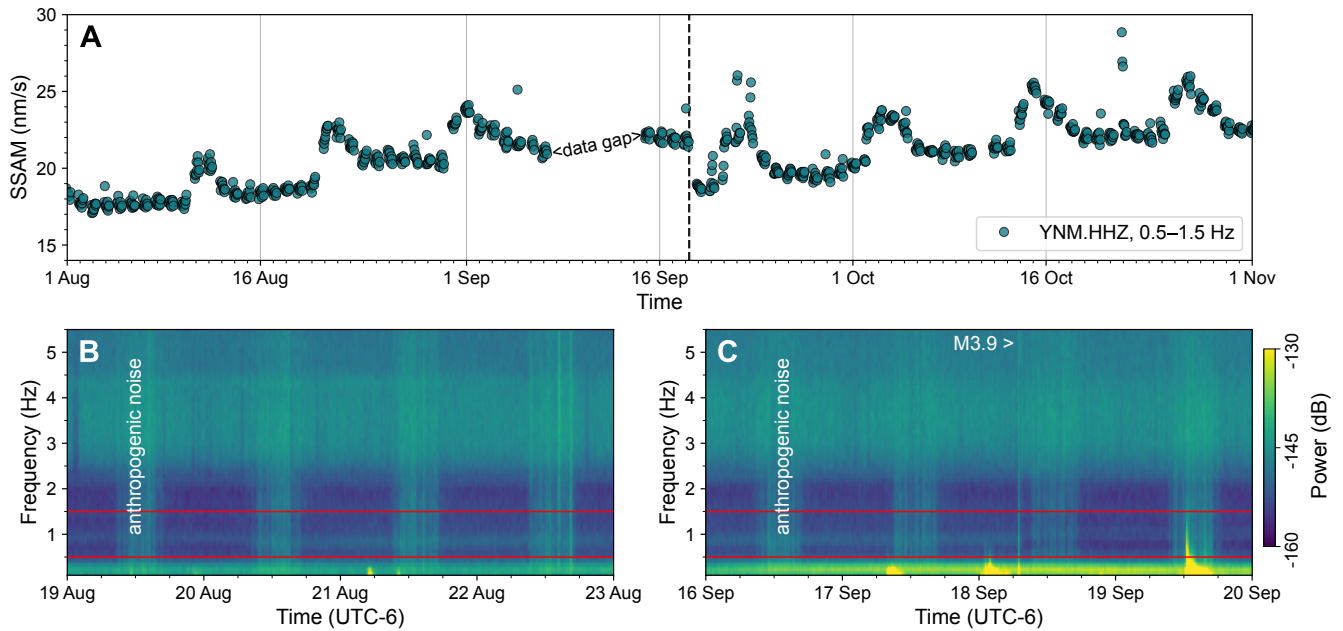 A
SSAM (nm/s)
30
25
20
15
14
<data gap>
YNM.HHZ, 0.5–1.5 Hz
1 Aug
16 Aug
1 Sep
16 Sep
1 Oct
16 Oct
1 Nov
Time
B
Frequency (Hz)
5
4
3
2
1
anthropogenic noise
19 Aug
20 Aug
21 Aug
22 Aug
23 Aug
Time (UTC-6)
C
M3.9 >
Frequency (Hz)
5
4
3
2
1
anthropogenic noise
16 Sep
17 Sep
18 Sep
19 Sep
20 Sep
Time (UTC-6)
-130
-145
-160
Power (dB)